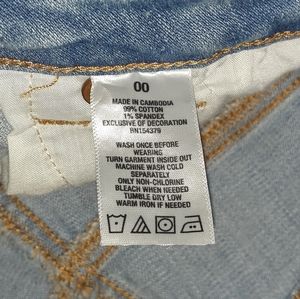 00
MADE IN CAMBODIA
99% COTTON
1% SPANDEX
EXCLUSIVE OF DECORATION
RN154379
WASH ONCE BEFORE
WEARING
TURN GARMENT INSIDE OUT
MACHINE WASH COLD
SEPARATELY
ONLY NON-CHLORINE
BLEACH WHEN NEEDED
TUMBLE DRY LOW
WARM IRON IF NEEDED